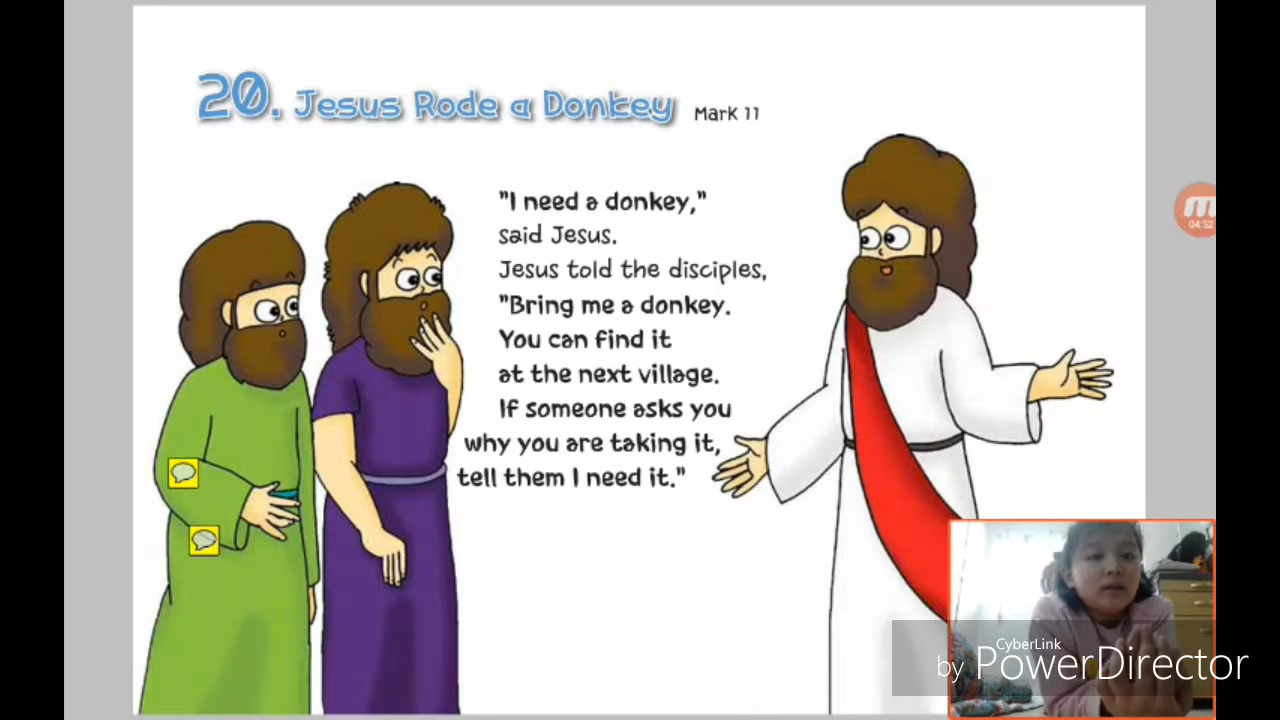 20. Jesus Rode a Donkey Mark 11
"I need a donkey,"
said Jesus.
Jesus told the disciples,
"Bring me a donkey.
You can find it
at the next village.
If someone asks you
why you are taking it,
tell them I need it."
04:52
CyberLink
by PowerDirector